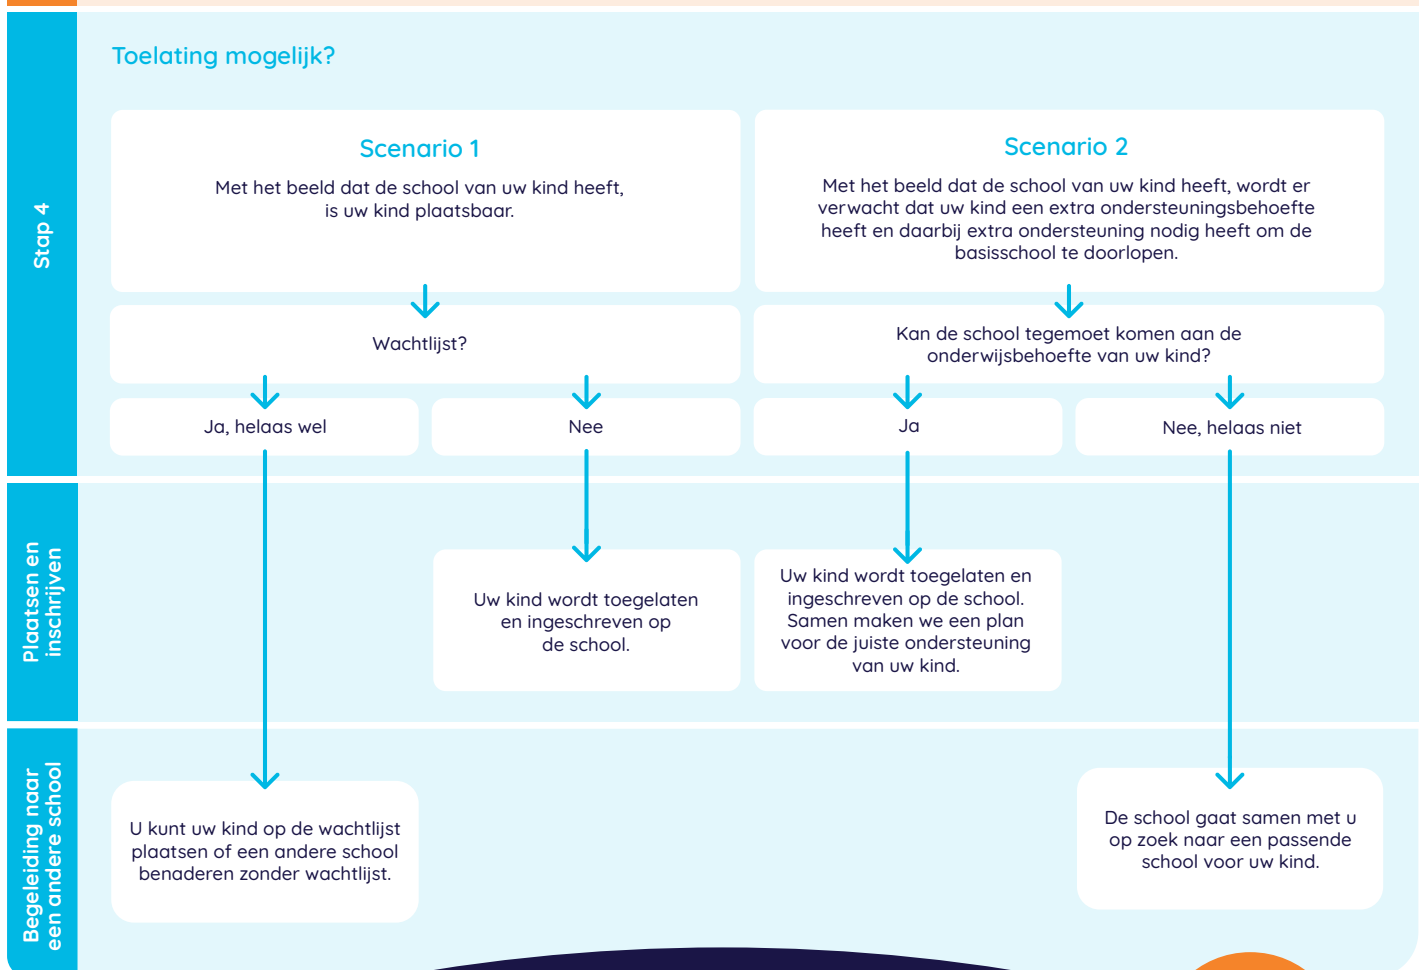 Stap 4
Toelating mogelijk?
Scenario 1
Met het beeld dat de school van uw kind heeft,
is uw kind plaatsbaar.
Scenario 2
Met het beeld dat de school van uw kind heeft, wordt er
verwacht dat uw kind een extra ondersteuningsbehoefte
heeft en daarbij extra ondersteuning nodig heeft om de
basisschool te doorlopen.
Wachtlijst?
Kan de school tegemoet komen aan de
onderwijsbehoefte van uw kind?
Ja, helaas wel
Nee
Ja
Nee, helaas niet
Plaatsen en
inschrijven
Uw kind wordt toegelaten
en ingeschreven op
de school.
Uw kind wordt toegelaten en
ingeschreven op de school.
Samen maken we een plan
voor de juiste ondersteuning
van uw kind.
Begeleiding naar
een andere school
U kunt uw kind op de wachtlijst
plaatsen of een andere school
benaderen zonder wachtlijst.
De school gaat samen met u
op zoek naar een passende
school voor uw kind.